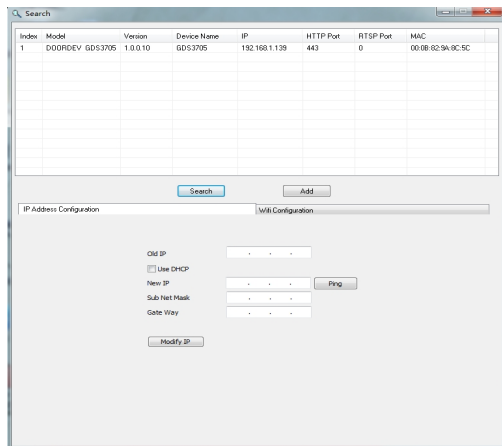 Search
Index Model Version Device Name IP HTTP Port RTSP Port MAC
1 DOORDEV GDS3705 1.0.0.10 GDS3705 192.168.1.139 443 0 00:0B:82:9A:8C:5C
Search Add
IP Address Configuration Wifi Configuration
Old IP . . .
Use DHCP
New IP . . . Ping
Sub Net Mask . . .
Gate Way . . .
Modify IP